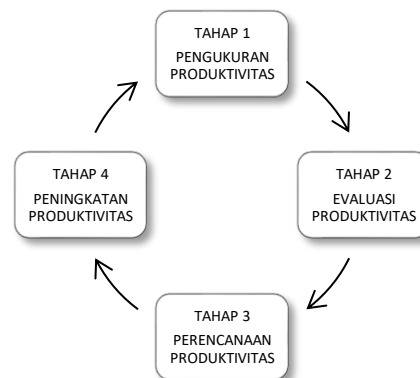 TAHAP 1
PENGUKURAN
PRODUKTIVITAS
TAHAP 2
EVALUASI
PRODUKTIVITAS
TAHAP 3
PERENCANAAN
PRODUKTIVITAS
TAHAP 4
PENINGKATAN
PRODUKTIVITAS